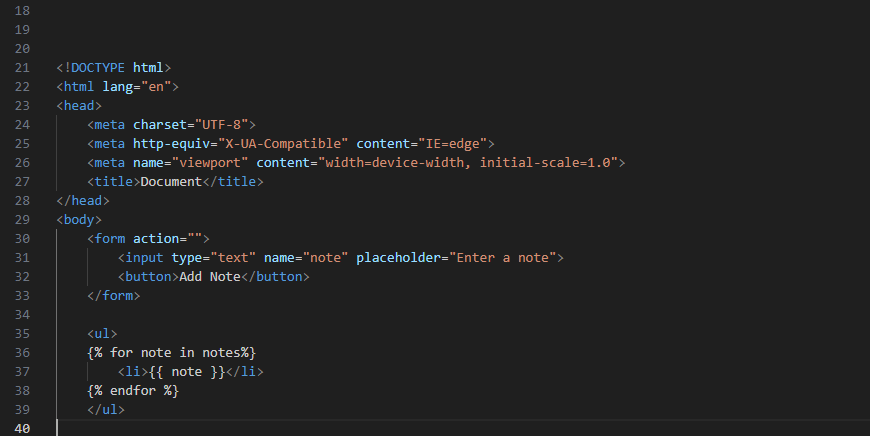 18
19
20
21 <!DOCTYPE html>
22 <html lang="en">
23 <head>
24     <meta charset="UTF-8">
25     <meta http-equiv="X-UA-Compatible" content="IE=edge">
26     <meta name="viewport" content="width=device-width, initial-scale=1.0">
27     <title>Document</title>
28 </head>
29 <body>
30     <form action="">
31         <input type="text" name="note" placeholder="Enter a note">
32         <button>Add Note</button>
33     </form>
34
35     <ul>
36     {% for note in notes%}
37         <li>{{ note }}</li>
38     {% endfor %}
39     </ul>
40